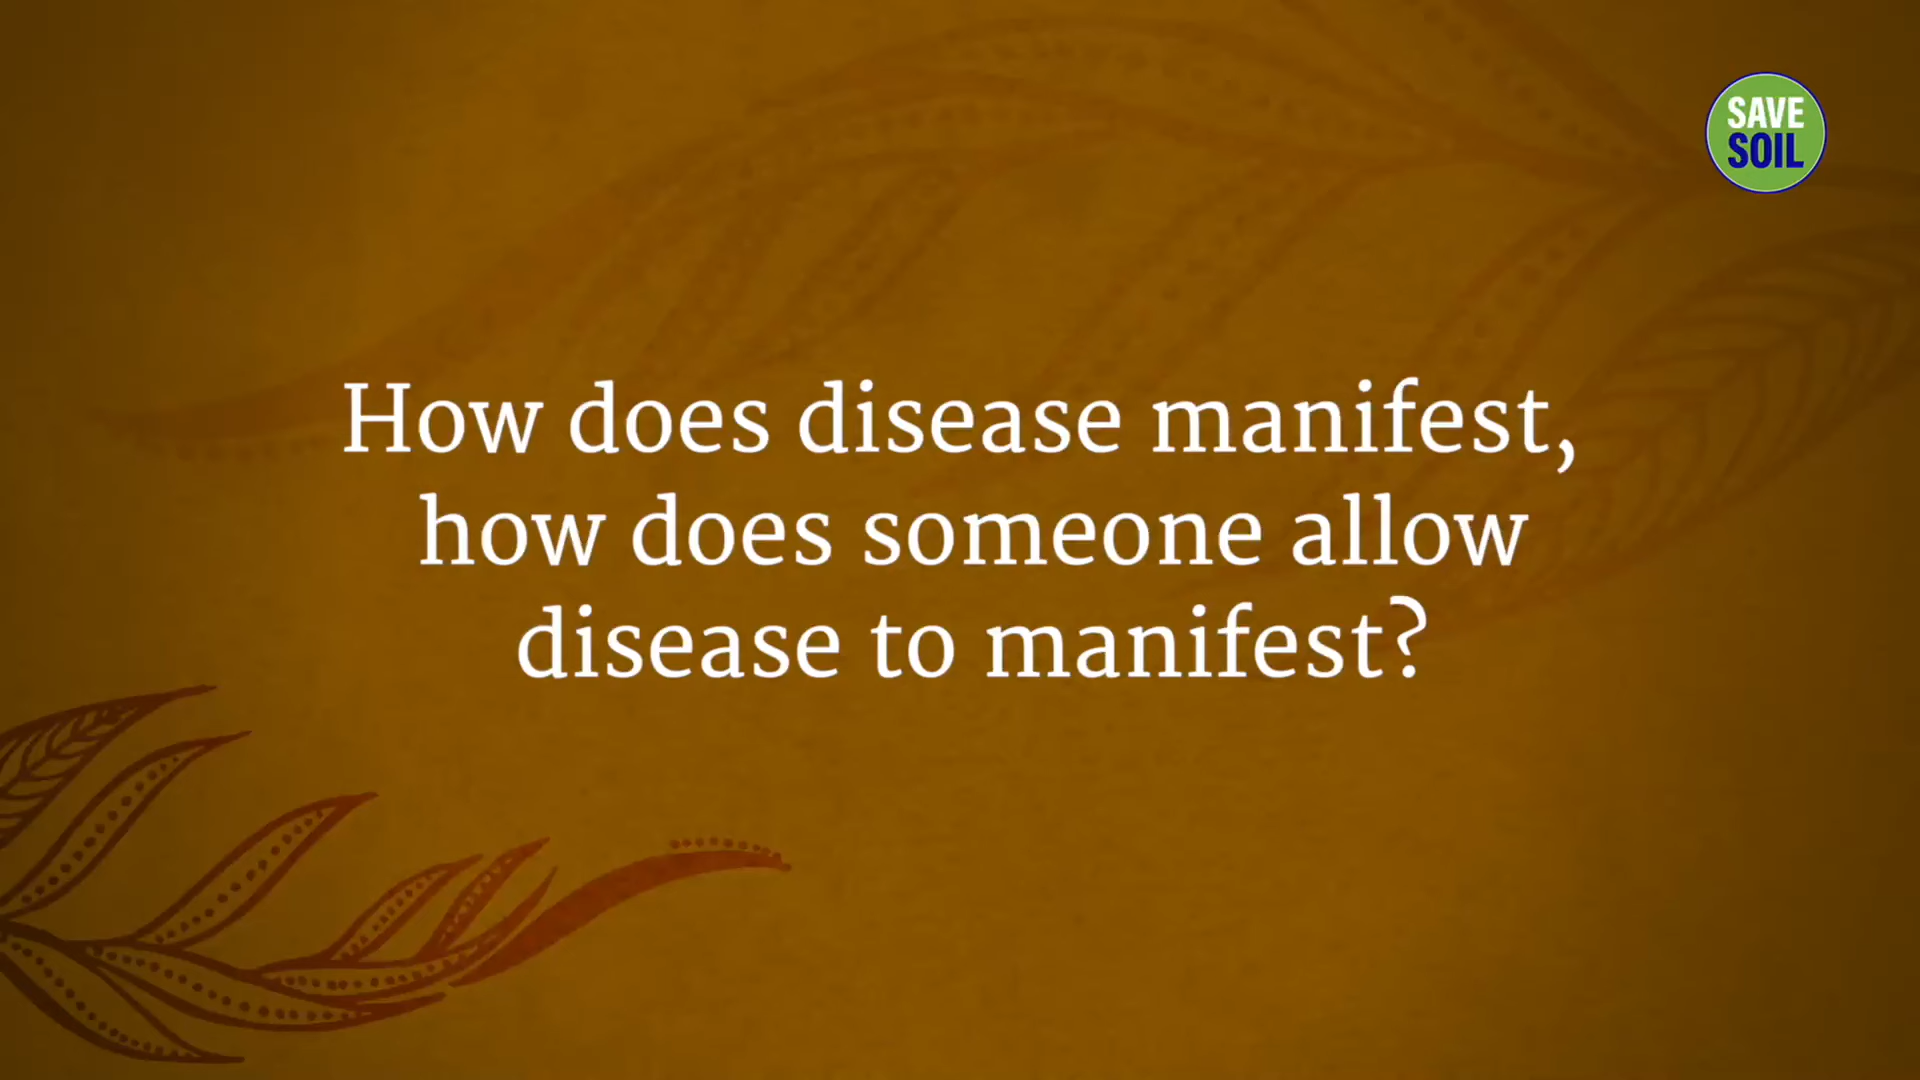 SAVE
SOIL
How does disease manifest,
how does someone allow
disease to manifest?